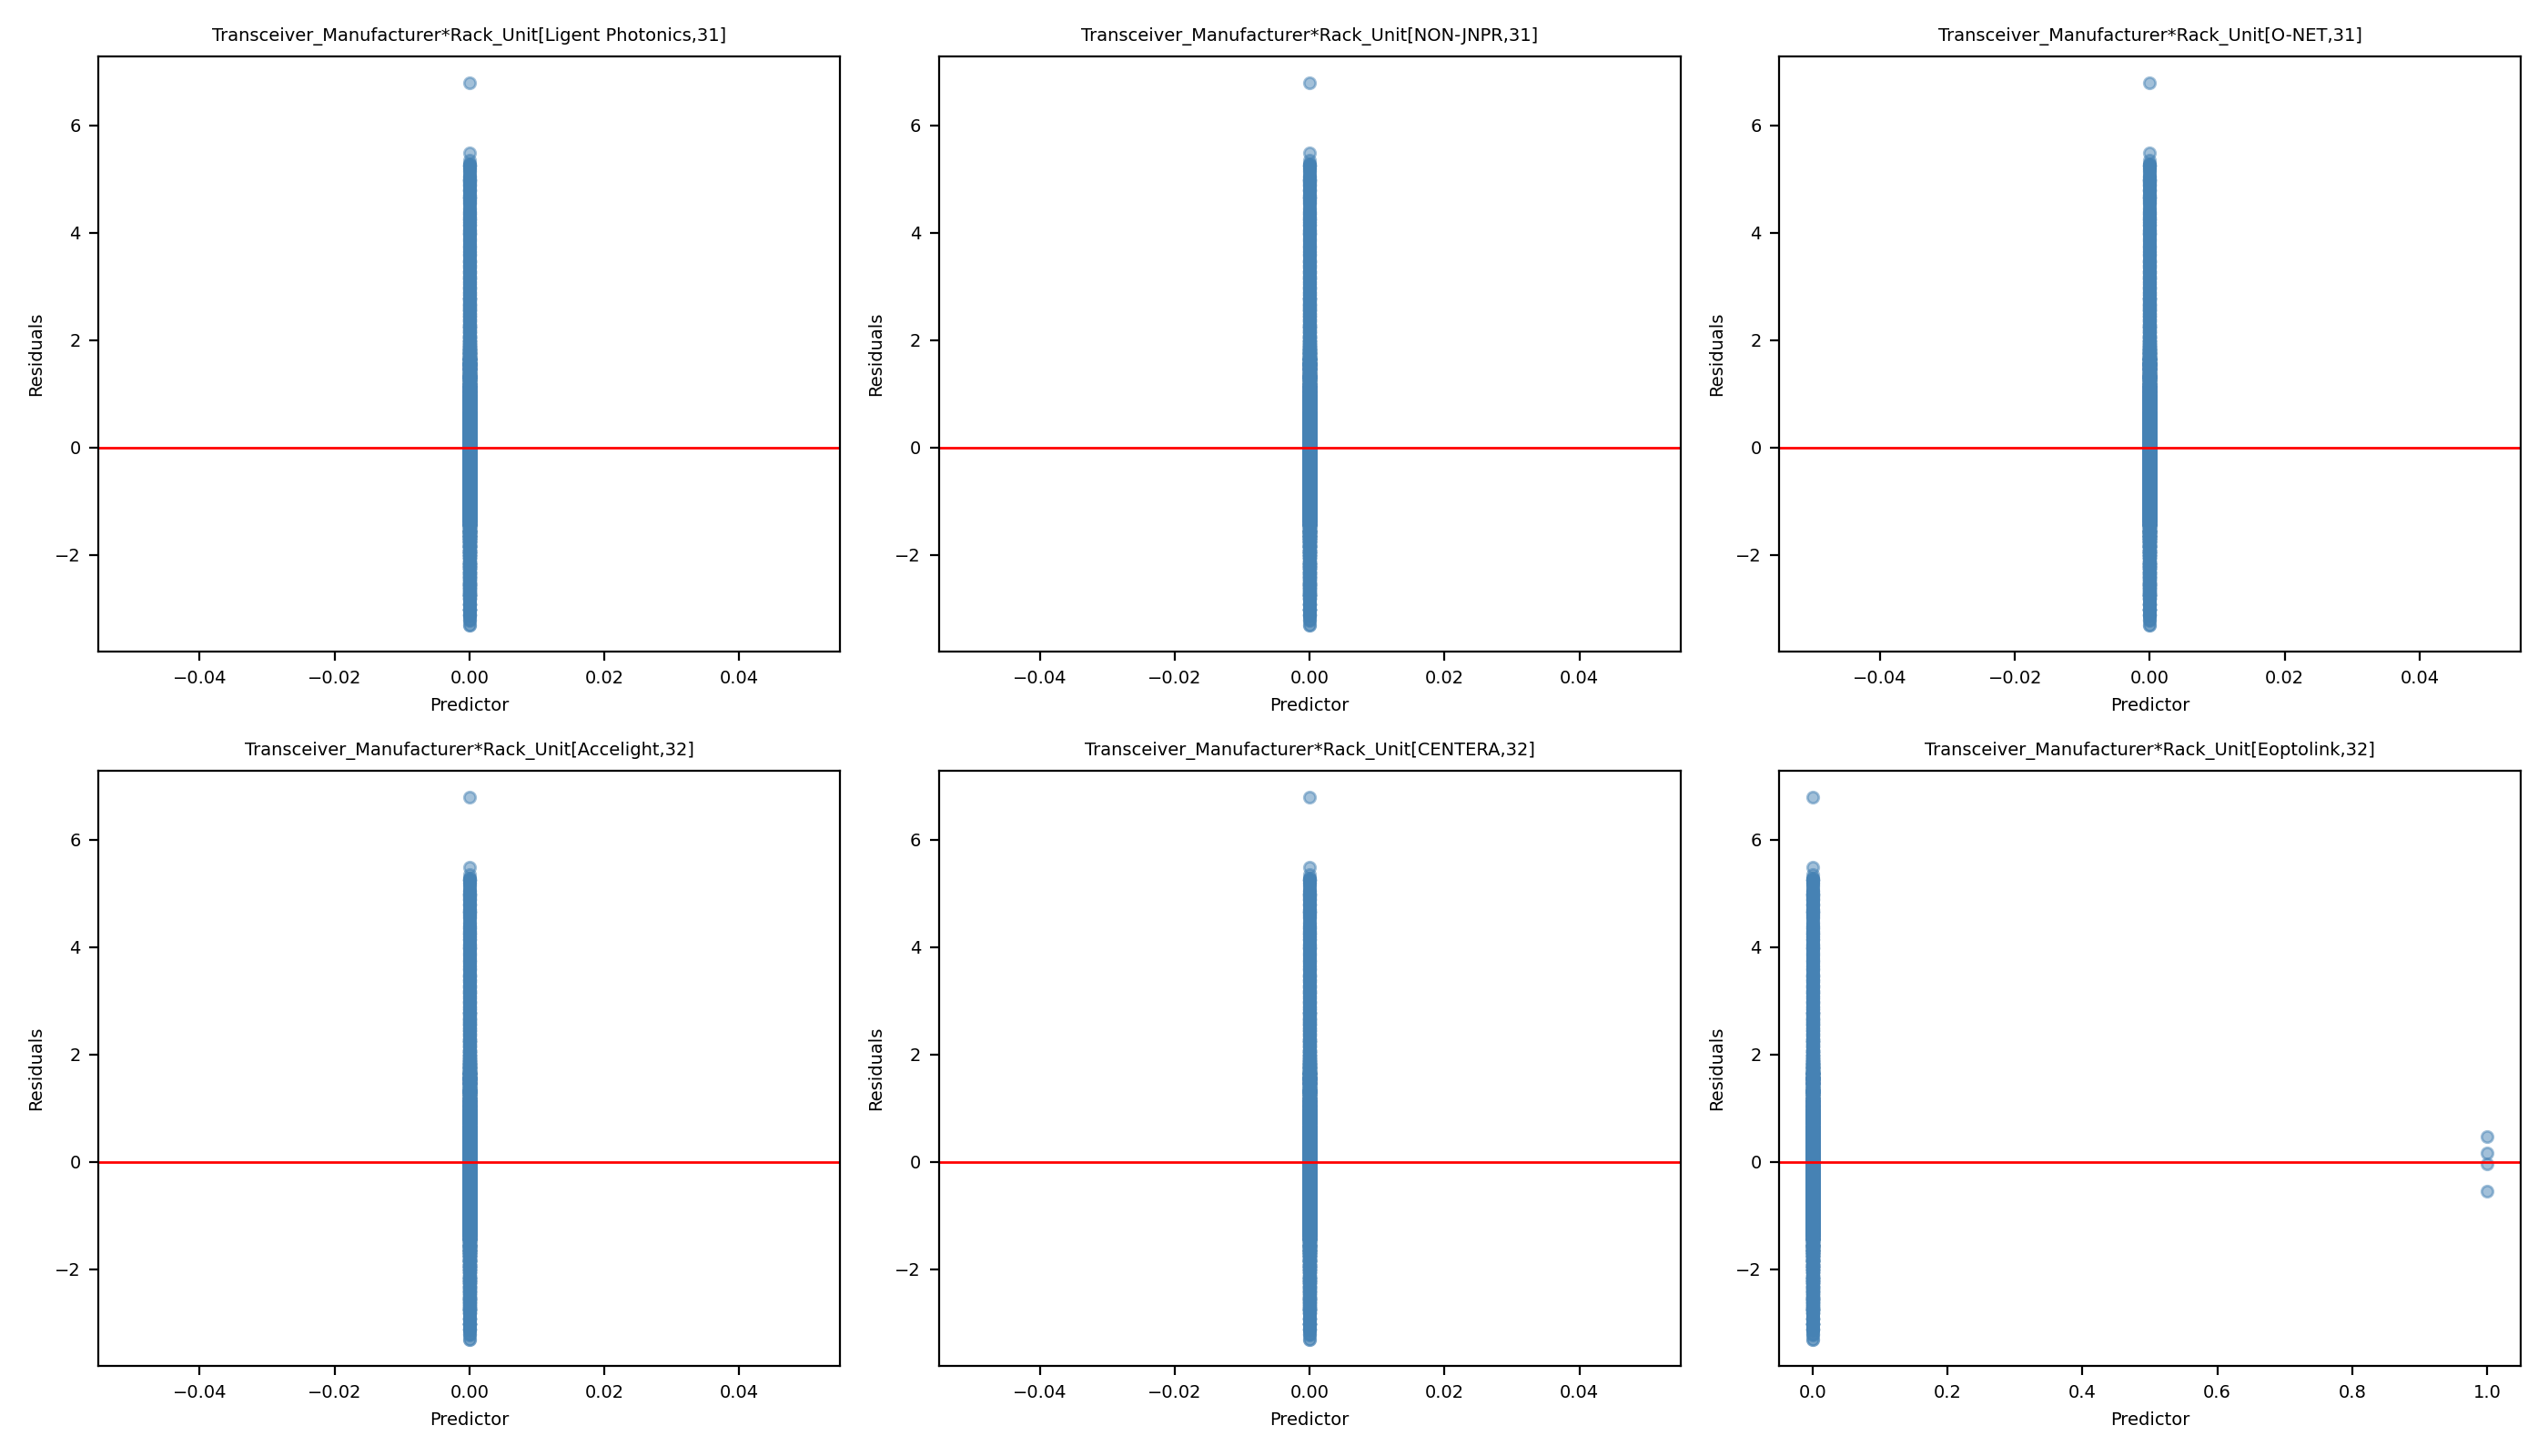 Transceiver_Manufacturer*Rack_Unit[Ligent Photonics,31]
6
4
2
0
−2
Residuals
−0.04 −0.02 0.00 0.02 0.04
Predictor
Transceiver_Manufacturer*Rack_Unit[NON-JNPR,31]
6
4
2
0
−2
Residuals
−0.04 −0.02 0.00 0.02 0.04
Predictor
Transceiver_Manufacturer*Rack_Unit[O-NET,31]
6
4
2
0
−2
Residuals
−0.04 −0.02 0.00 0.02 0.04
Predictor
Transceiver_Manufacturer*Rack_Unit[Accelight,32]
6
4
2
0
−2
Residuals
−0.04 −0.02 0.00 0.02 0.04
Predictor
Transceiver_Manufacturer*Rack_Unit[CENTERA,32]
6
4
2
0
−2
Residuals
−0.04 −0.02 0.00 0.02 0.04
Predictor
Transceiver_Manufacturer*Rack_Unit[Eoptolink,32]
6
4
2
0
−2
Residuals
0.0 0.2 0.4 0.6 0.8 1.0
Predictor